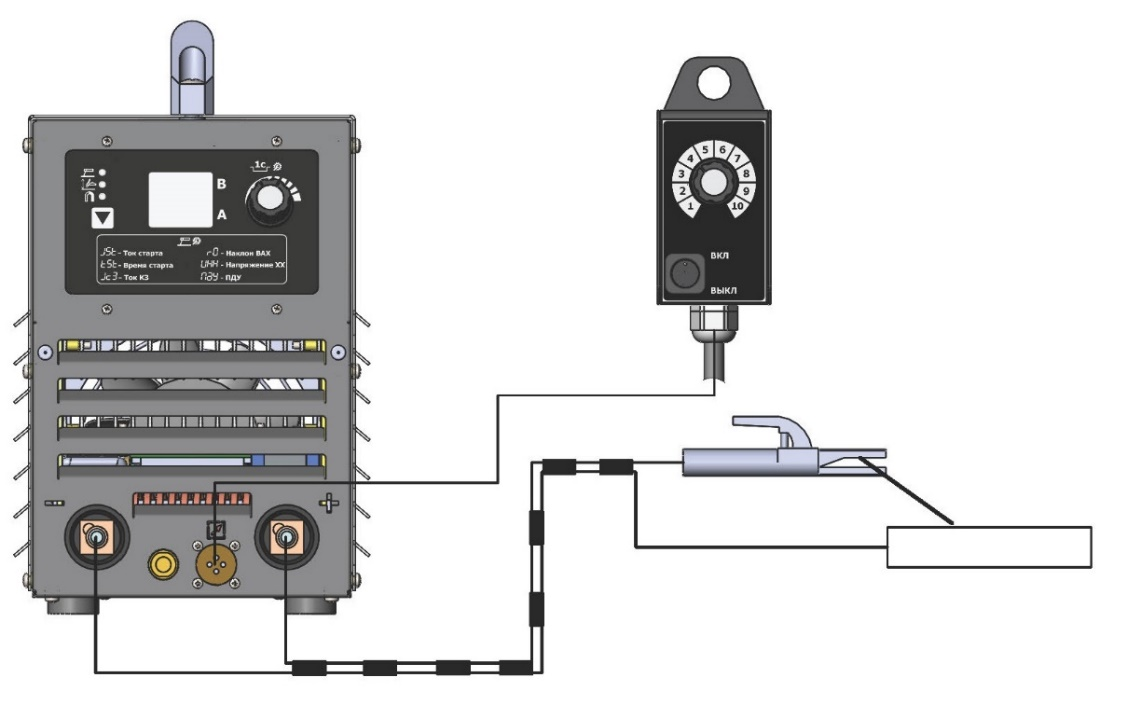 1с
В
А
JSt - Ток старта
rD - Наклон ВАХ
tSt - Время старта
UHH - Напряжение ХХ
Jc3 - Ток КЗ
ПДУ - ПДУ
1 2 3 4 5 6 7 8 9 10
ВКЛ
ВЫКЛ
- +